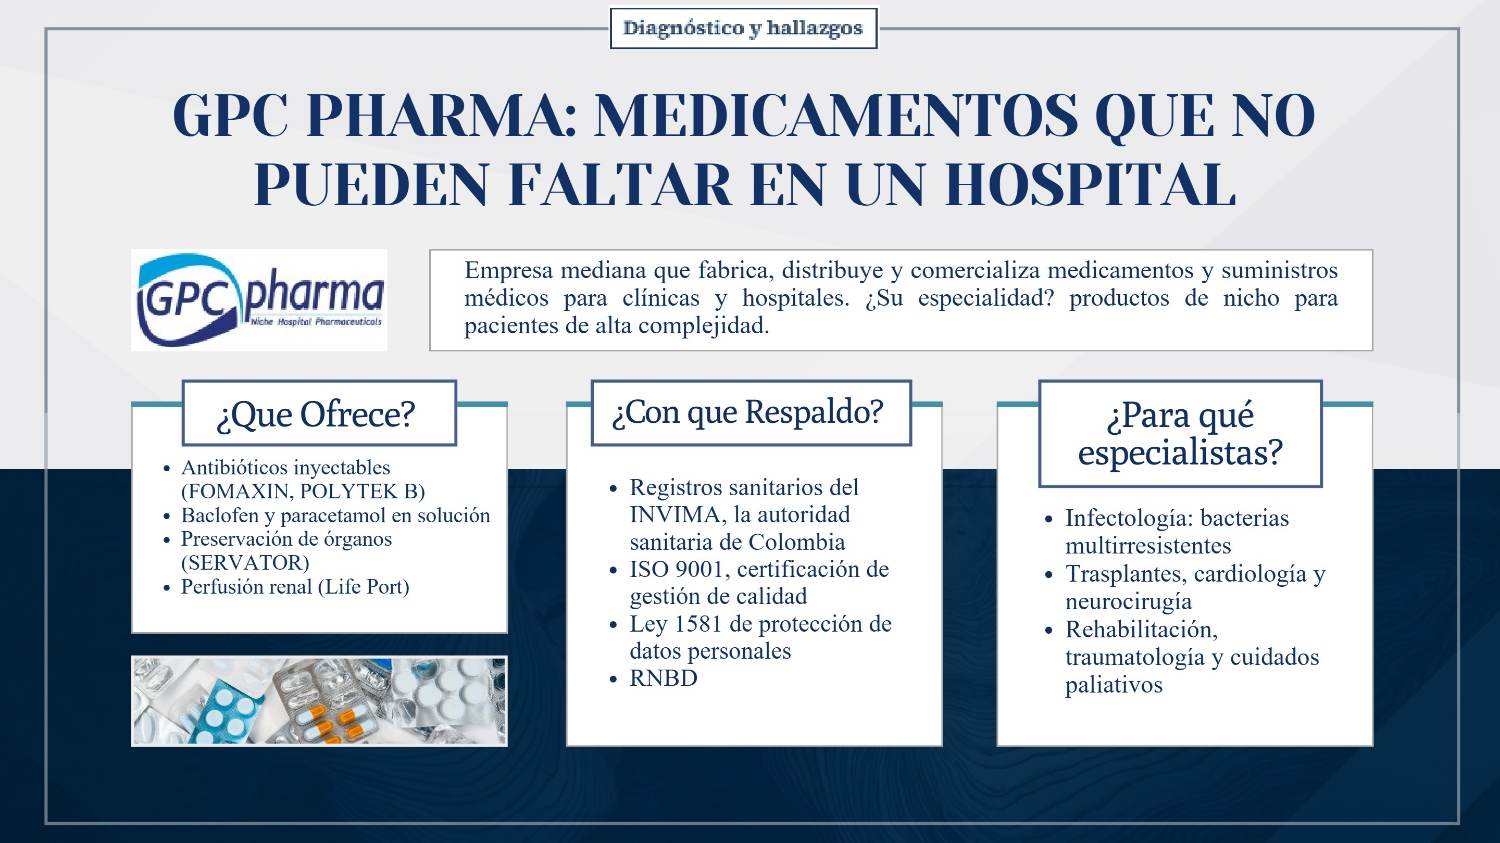 Diagnóstico y hallazgos
GPC PHARMA: MEDICAMENTOS QUE NO
PUEDEN FALTAR EN UN HOSPITAL
GPC pharma
Niche Hospital Pharmaceuticals
Empresa mediana que fabrica, distribuye y comercializa medicamentos y suministros
médicos para clínicas y hospitales. ¿Su especialidad? productos de nicho para
pacientes de alta complejidad.
¿Que Ofrece?
• Antibióticos inyectables
(FOMAXIN, POLYTEK B)
• Baclofen y paracetamol en solución
• Preservación de órganos
(SERVATOR)
• Perfusión renal (Life Port)
¿Con que Respaldo?
• Registros sanitarios del
INVIMA, la autoridad
sanitaria de Colombia
• ISO 9001, certificación de
gestión de calidad
• Ley 1581 de protección de
datos personales
• RNBD
¿Para qué
especialistas?
• Infectología: bacterias
multirresistentes
• Trasplantes, cardiología y
neurocirugía
• Rehabilitación,
traumatología y cuidados
paliativos